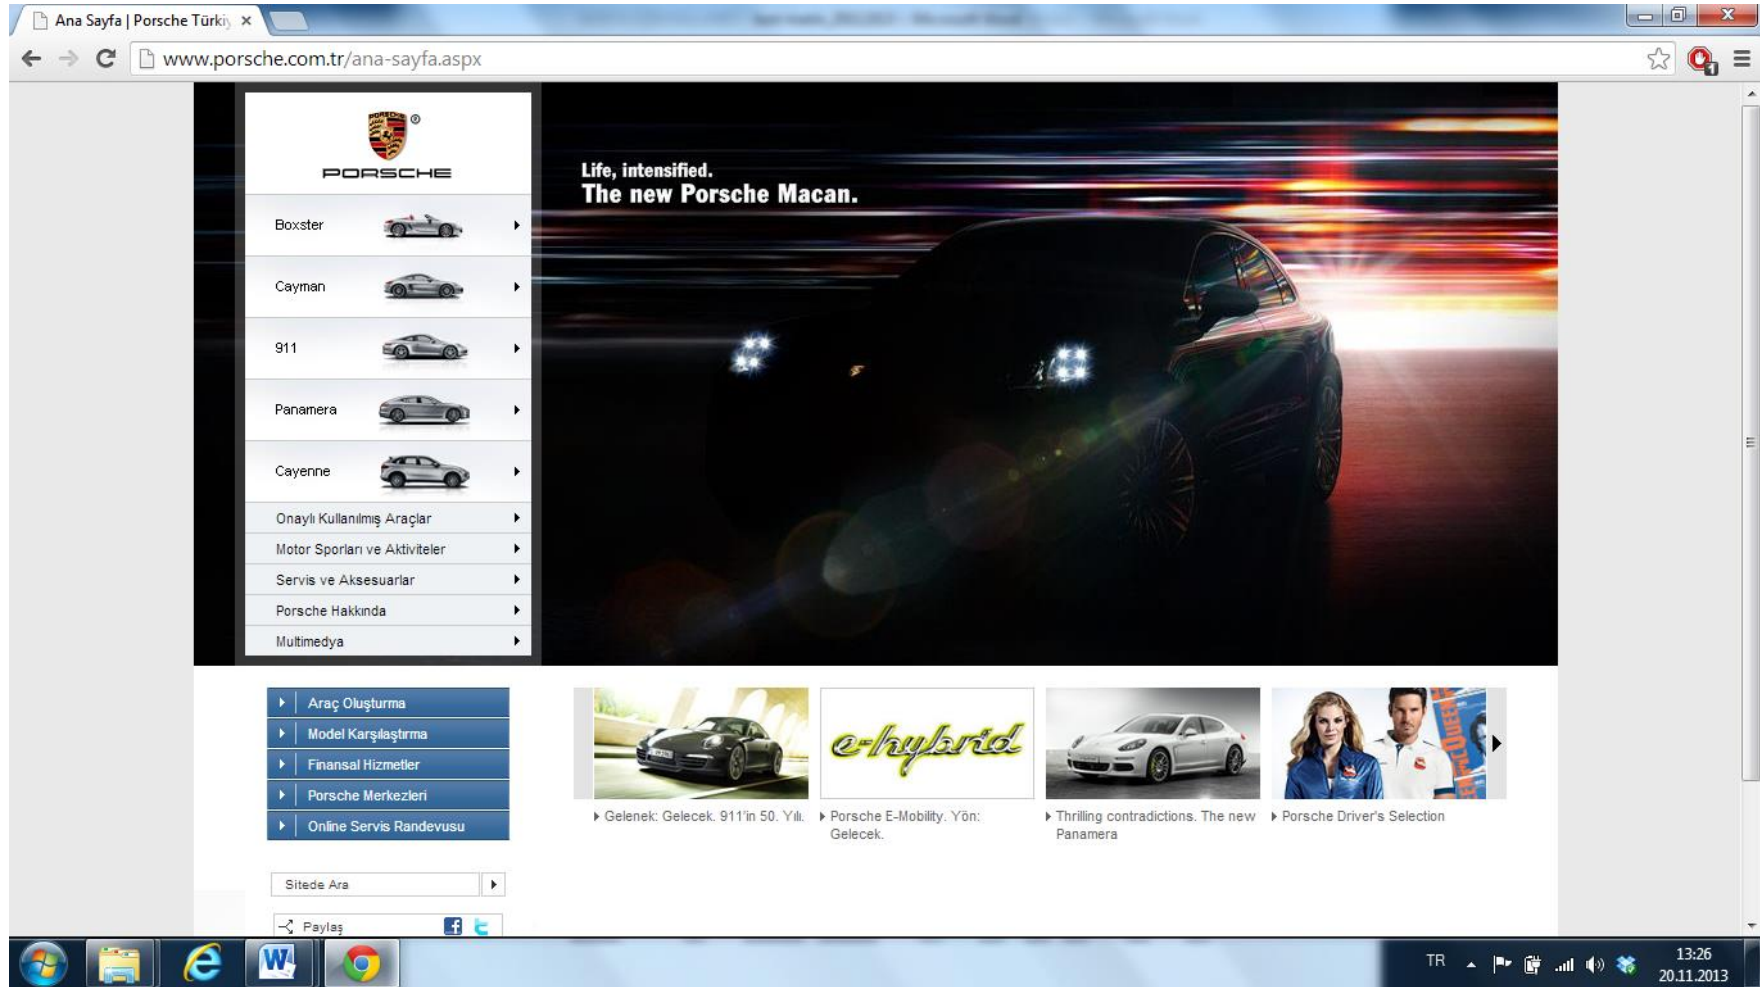 Ana Sayfa | Porsche Türkiy
www.porsche.com.tr/ana-sayfa.aspx
1
PORSCHE
®
PORSCHE
Life, intensified.
The new Porsche Macan.
Boxster
Cayman
911
Panamera
Cayenne
Onaylı Kullanılmış Araçlar
Motor Sporları ve Aktiviteler
Servis ve Aksesuarlar
Porsche Hakkında
Multimedya
Araç Oluşturma
Model Karşılaştırma
Finansal Hizmetler
Porsche Merkezleri
Online Servis Randevusu
e-hybrid
Gelenek: Gelecek. 911'in 50. Yılı.
Porsche E-Mobility. Yön:
Gelecek.
Thrilling contradictions. The new
Panamera
Porsche Driver's Selection
Sitede Ara
Paylaş
TR
13:26
20.11.2013